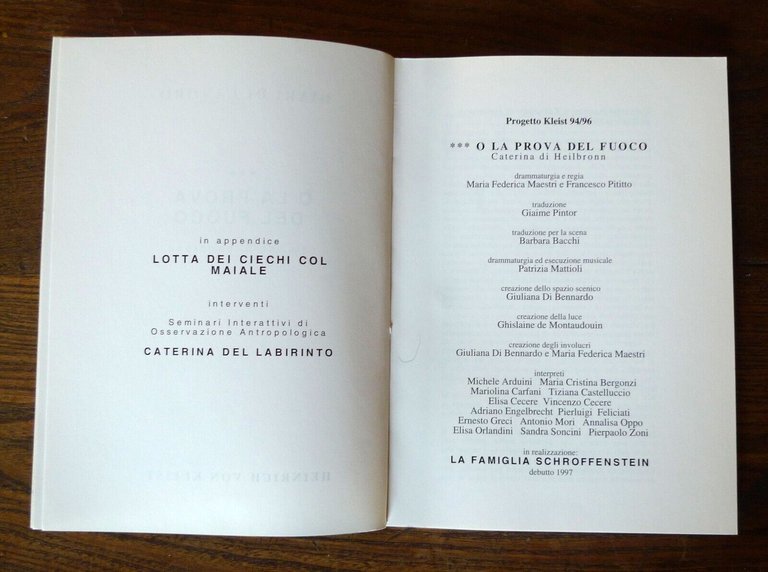 in appendice
LOTTA DEI CIECHI COL
MAIALE
interventi
Seminari Interattivi di
Osservazione Antropologica
CATERINA DEL LABIRINTO
Progetto Kleist 94/96
*** O LA PROVA DEL FUOCO
Caterina di Heilbronn
drammaturgia e regia
Maria Federica Maestri e Francesco Pititto
traduzione
Giaime Pintor
traduzione per la scena
Barbara Bacchi
drammaturgia ed esecuzione musicale
Patrizia Mattioli
creazione dello spazio scenico
Giuliana Di Bennardo
creazione della luce
Ghislaine de Montaudouin
creazione degli involucri
Giuliana Di Bennardo e Maria Federica Maestri
interpreti
Michele Arduini Maria Cristina Bergonzi
Mariolina Carfani Tiziana Castelluccio
Elisa Cecere Vincenzo Cecere
Adriano Engelbrecht Pierluigi Feliciati
Ernesto Greci Antonio Mori Annalisa Oppo
Elisa Orlandini Sandra Soncini Pierpaolo Zoni
in realizzazione:
LA FAMIGLIA SCHROFFENSTEIN
debutto 1997